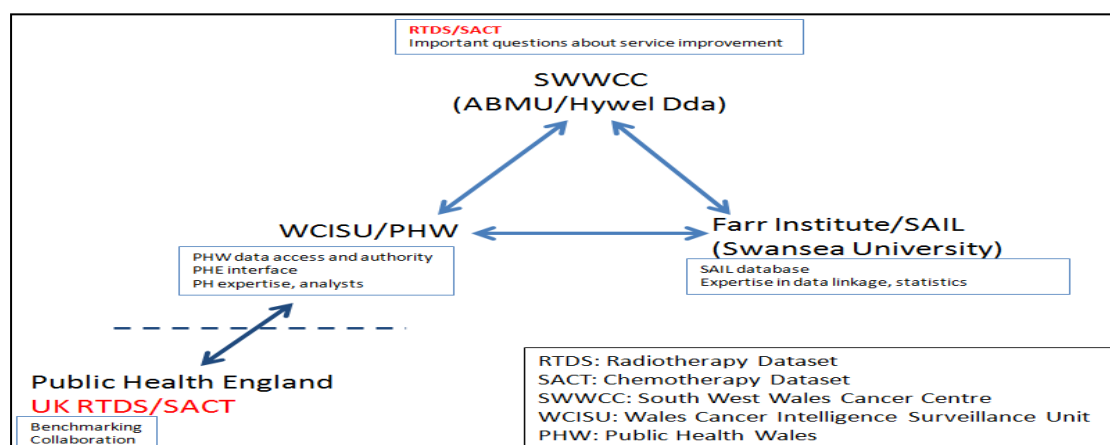 RTDS/SACT
Important questions about service improvement
SWWCC
(ABMU/Hywel Dda)
WCISU/PHW
PHW data access and authority
PHE interface
PH expertise, analysts
Farr Institute/SAIL
(Swansea University)
SAIL database
Expertise in data linkage, statistics
Public Health England
UK RTDS/SACT
Benchmarking
Collaboration
RTDS: Radiotherapy Dataset
SACT: Chemotherapy Dataset
SWWCC: South West Wales Cancer Centre
WCISU: Wales Cancer Intelligence Surveillance Unit
PHW: Public Health Wales